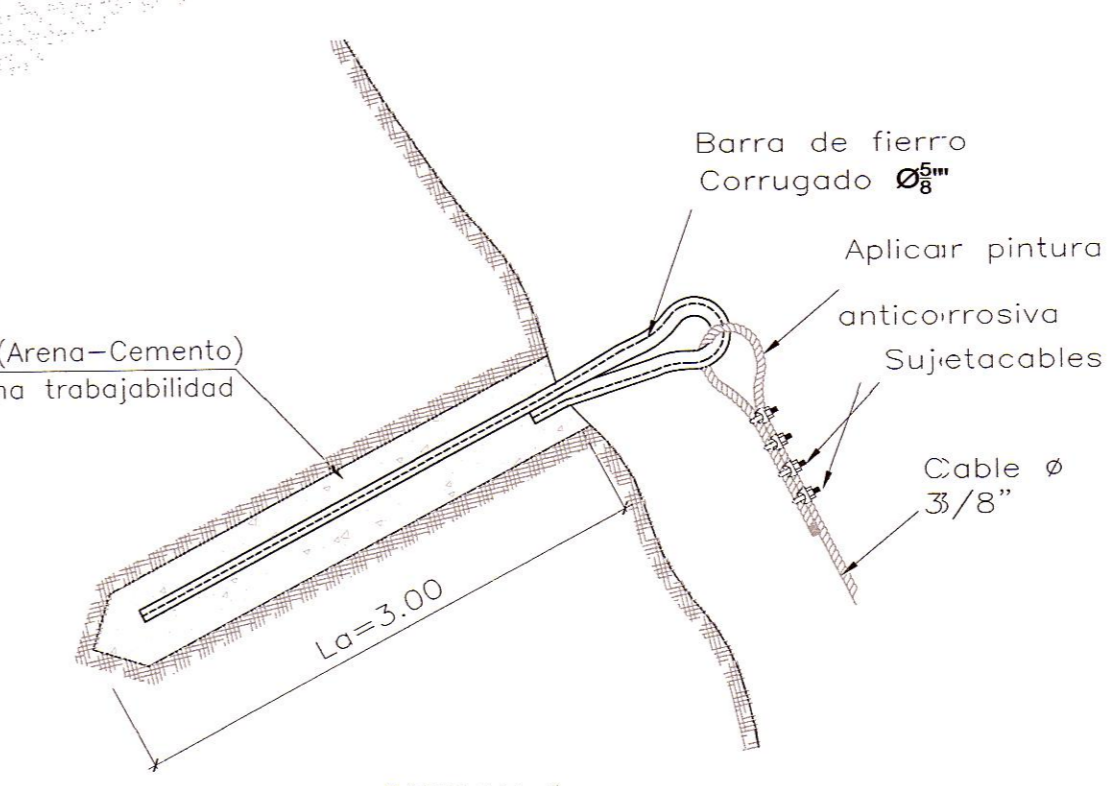 Barra de fierro
Corrugado Ø5/8"
Aplicar pintura
anticorrosiva
Sujetacables
(Arena-Cemento)
trabajabilidad
Cable ø
3/8"
La=3.00